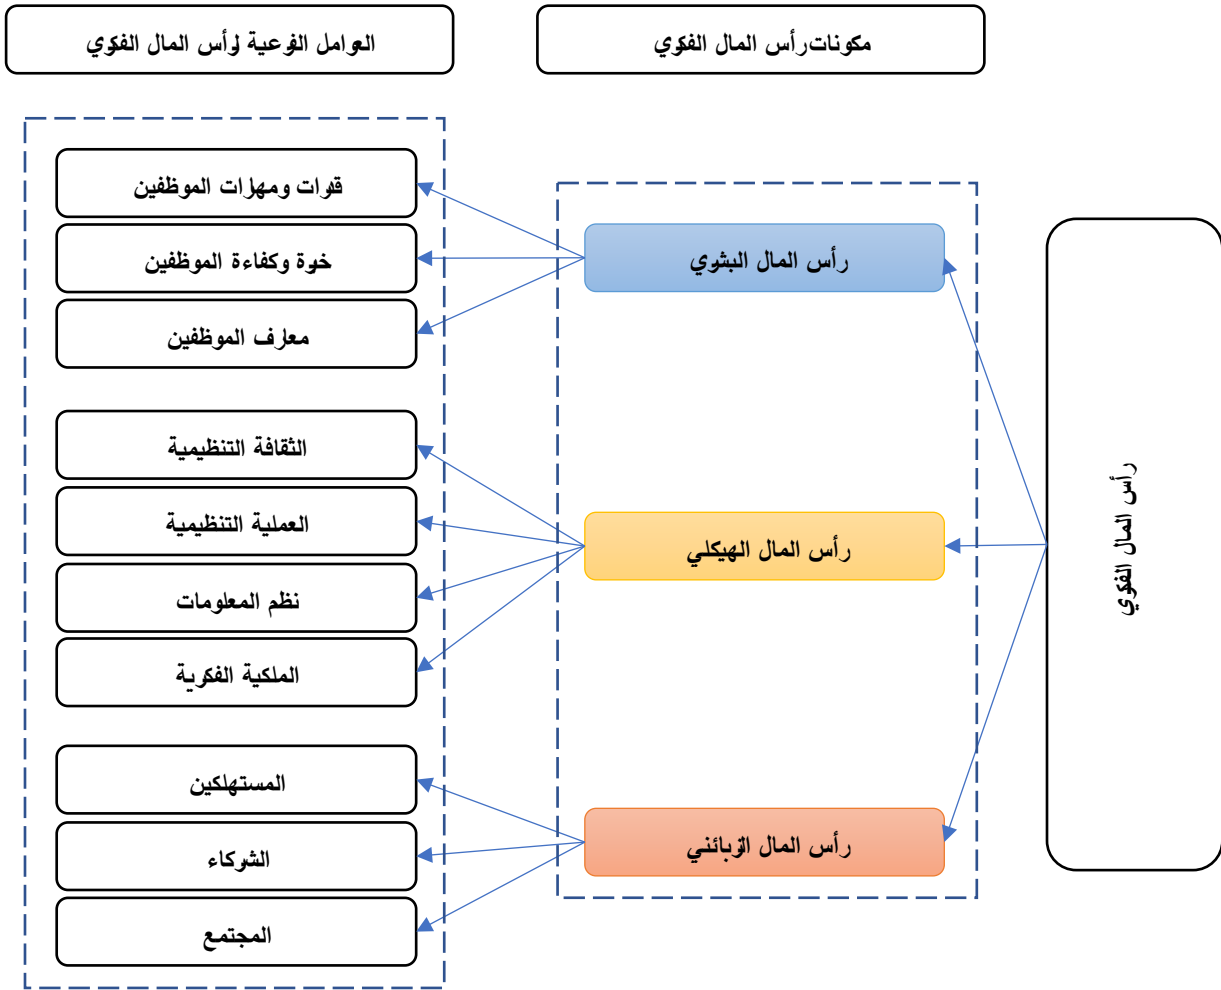 مكونات رأس المال الفكري
العوامل الفرعية لرأس المال الفكري
رأس المال الفكري
رأس المال البشري
قدرات ومهارات الموظفين
خبرة وكفاءة الموظفين
معارف الموظفين
رأس المال الهيكلي
الثقافة التنظيمية
العملية التنظيمية
نظم المعلومات
الملكية الفكرية
رأس المال الزبائني
المستهلكين
الشركاء
المجتمع